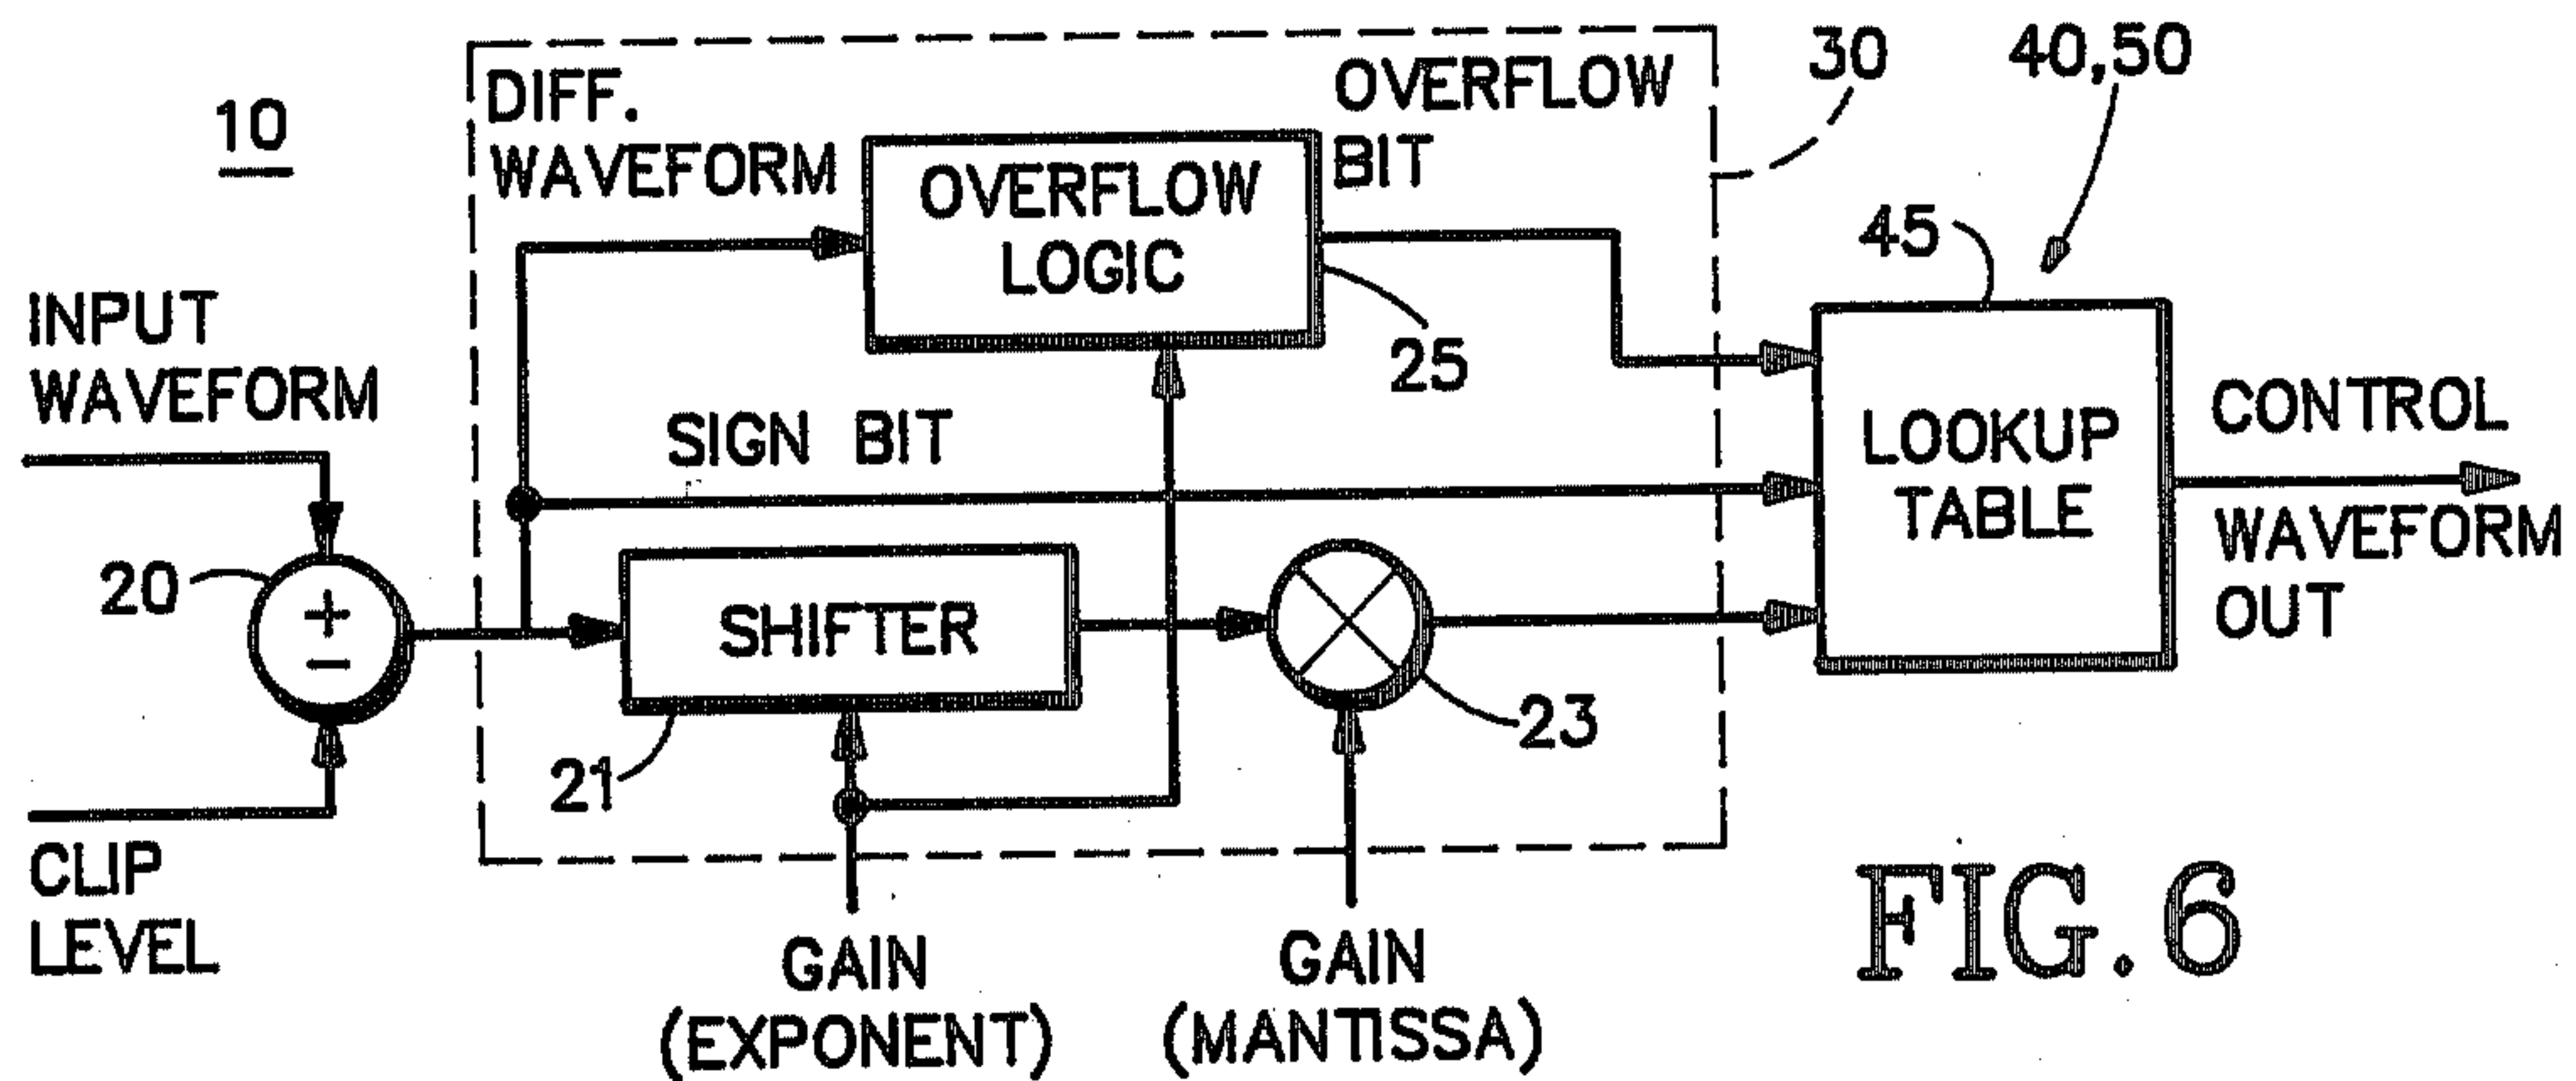 10
DIFF.
WAVEFORM
OVERFLOW
BIT
30
40,50
OVERFLOW
LOGIC
25
45
INPUT
WAVEFORM
SIGN BIT
LOOKUP
TABLE
CONTROL
WAVEFORM
OUT
20
+
−
SHIFTER
21
23
CLIP
LEVEL
GAIN
(EXPONENT)
GAIN
(MANTISSA)
FIG. 6